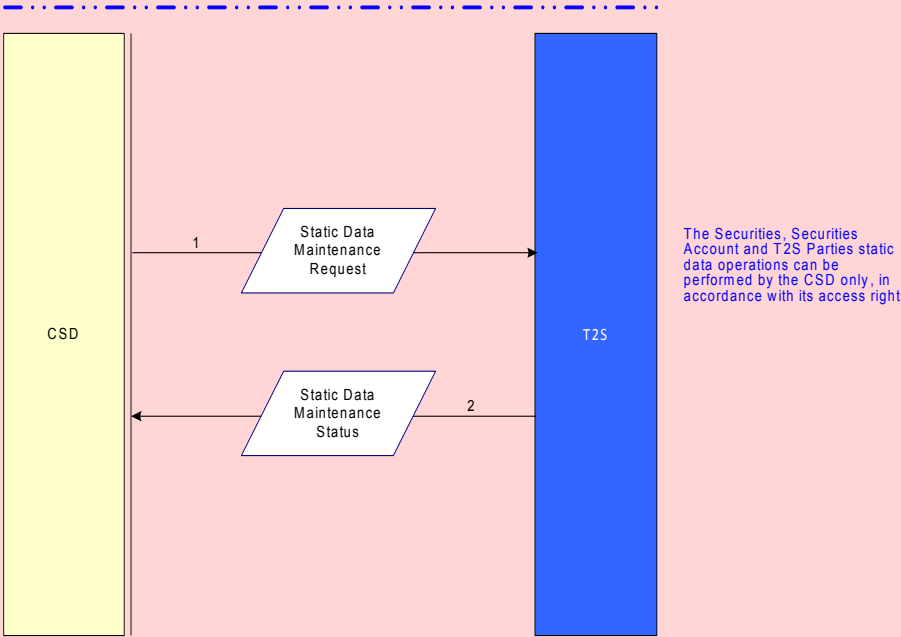 1
Static Data
Maintenance
Request
The Securities, Securities
Account and T2S Parties static
data operations can be
performed by the CSD only, in
accordance with its access right
CSD
T2S
Static Data
Maintenance
Status
2